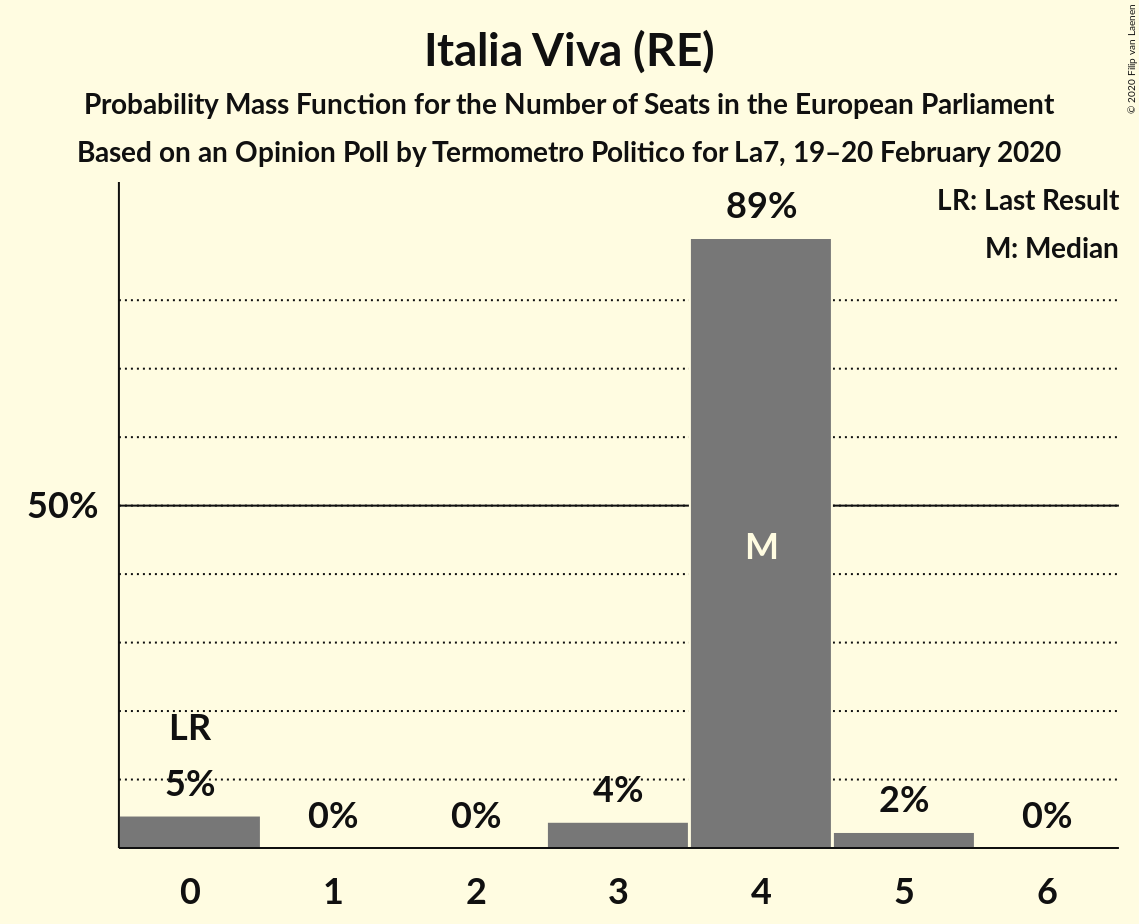 Italia Viva (RE)
Probability Mass Function for the Number of Seats in the European Parliament
Based on an Opinion Poll by Termometro Politico for La7, 19–20 February 2020
© 2020 Filip van Laenen
LR: Last Result
M: Median
89%
50%
M
LR
5%
0%
0%
4%
2%
0%
0
1
2
3
4
5
6